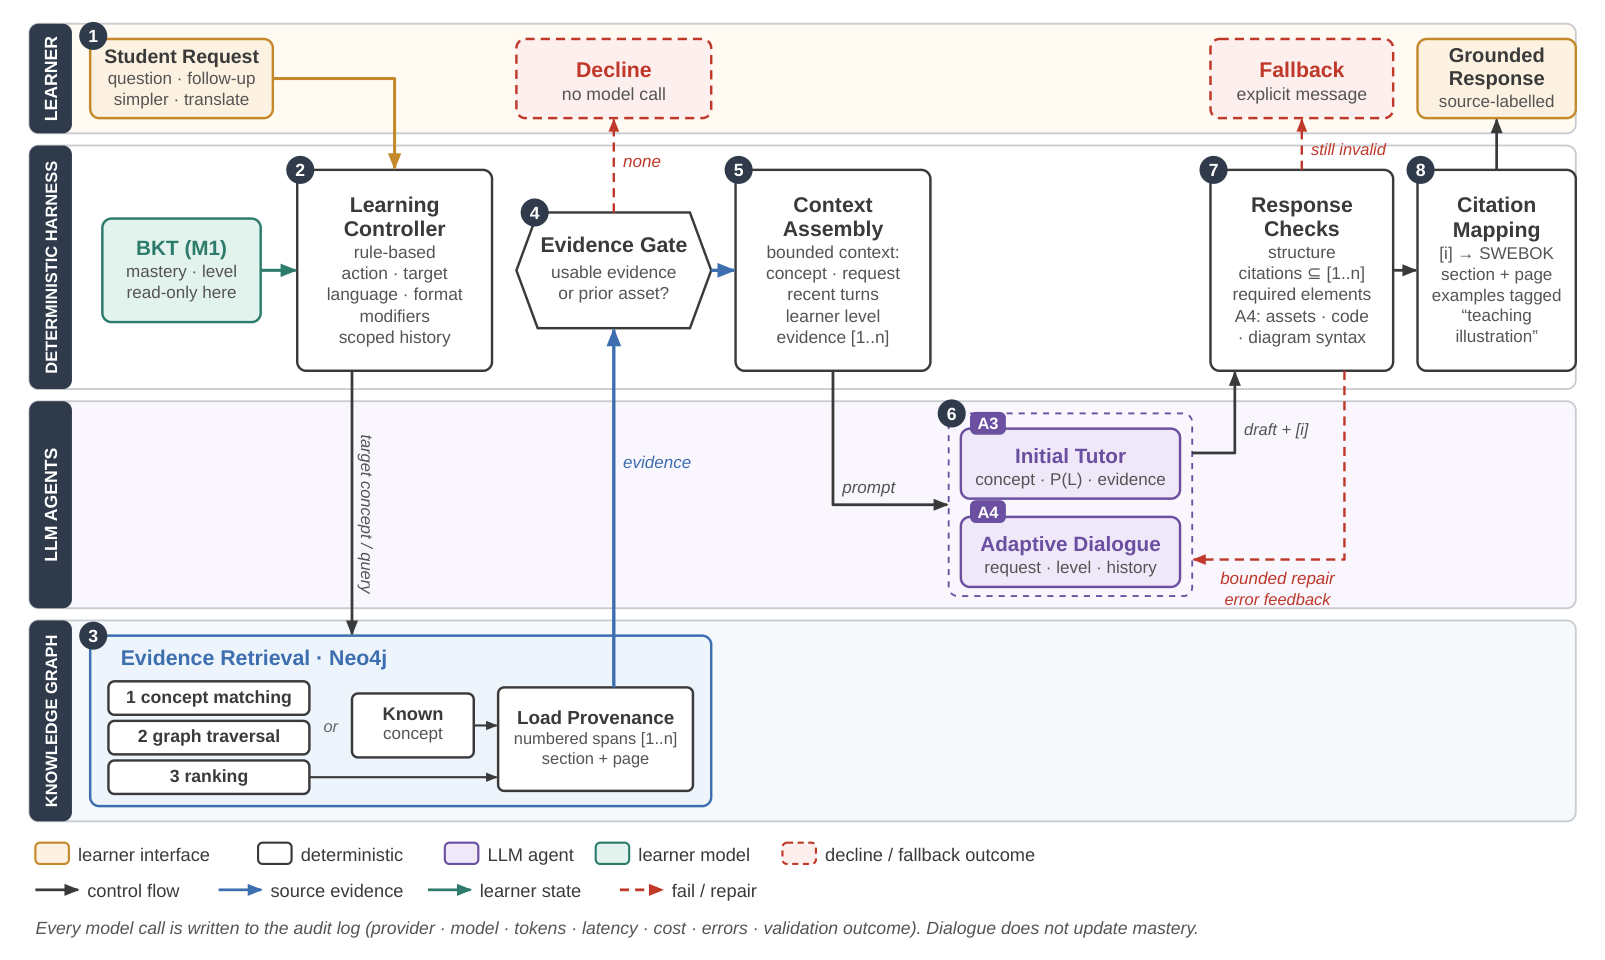 LEARNER
1
Student Request
question · follow-up
simpler · translate
Decline
no model call
Fallback
explicit message
Grounded
Response
source-labelled
DETERMINISTIC HARNESS
BKT (M1)
mastery · level
read-only here
2
Learning
Controller
rule-based
action · target
language · format
modifiers
scoped history
none
4
Evidence Gate
usable evidence
or prior asset?
5
Context
Assembly
bounded context:
concept · request
recent turns
learner level
evidence [1..n]
still invalid
7
Response
Checks
structure
citations ⊆ [1..n]
required elements
A4: assets · code
· diagram syntax
8
Citation
Mapping
[i] → SWEBOK
section + page
examples tagged
“teaching
illustration”
LLM AGENTS
target concept / query
evidence
prompt
6
A3
Initial Tutor
concept · P(L) · evidence
A4
Adaptive Dialogue
request · level · history
draft + [i]
bounded repair
error feedback
KNOWLEDGE GRAPH
3
Evidence Retrieval · Neo4j
1 concept matching
2 graph traversal
3 ranking
or
Known
concept
Load Provenance
numbered spans [1..n]
section + page
learner interface
deterministic
LLM agent
learner model
decline / fallback outcome
control flow
source evidence
learner state
fail / repair
Every model call is written to the audit log (provider · model · tokens · latency · cost · errors · validation outcome). Dialogue does not update mastery.